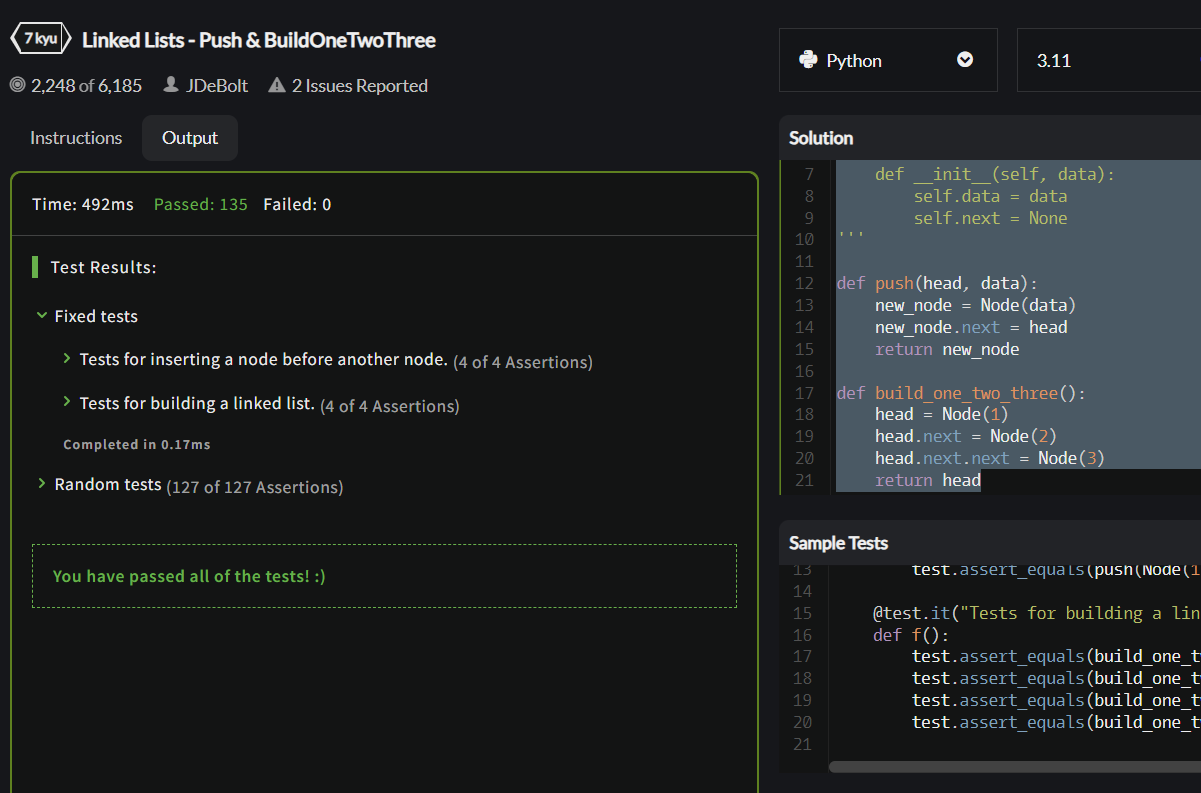 7 kyu Linked Lists - Push & BuildOneTwoThree
2,248 of 6,185 JDeBolt 2 Issues Reported
Instructions Output
Time: 492ms Passed: 135 Failed: 0
Test Results:
Fixed tests
Tests for inserting a node before another node. (4 of 4 Assertions)
Tests for building a linked list. (4 of 4 Assertions)
Completed in 0.17ms
Random tests (127 of 127 Assertions)
You have passed all of the tests! :)
Python 3.11
Solution
7 def __init__(self, data):
8 self.data = data
9 self.next = None
10 '''
11
12 def push(head, data):
13 new_node = Node(data)
14 new_node.next = head
15 return new_node
16
17 def build_one_two_three():
18 head = Node(1)
19 head.next = Node(2)
20 head.next.next = Node(3)
21 return head
Sample Tests
13 test.assert_equals(push(Node(1
14
15 @test.it("Tests for building a lin
16 def f():
17 test.assert_equals(build_one_t
18 test.assert_equals(build_one_t
19 test.assert_equals(build_one_t
20 test.assert_equals(build_one_t
21